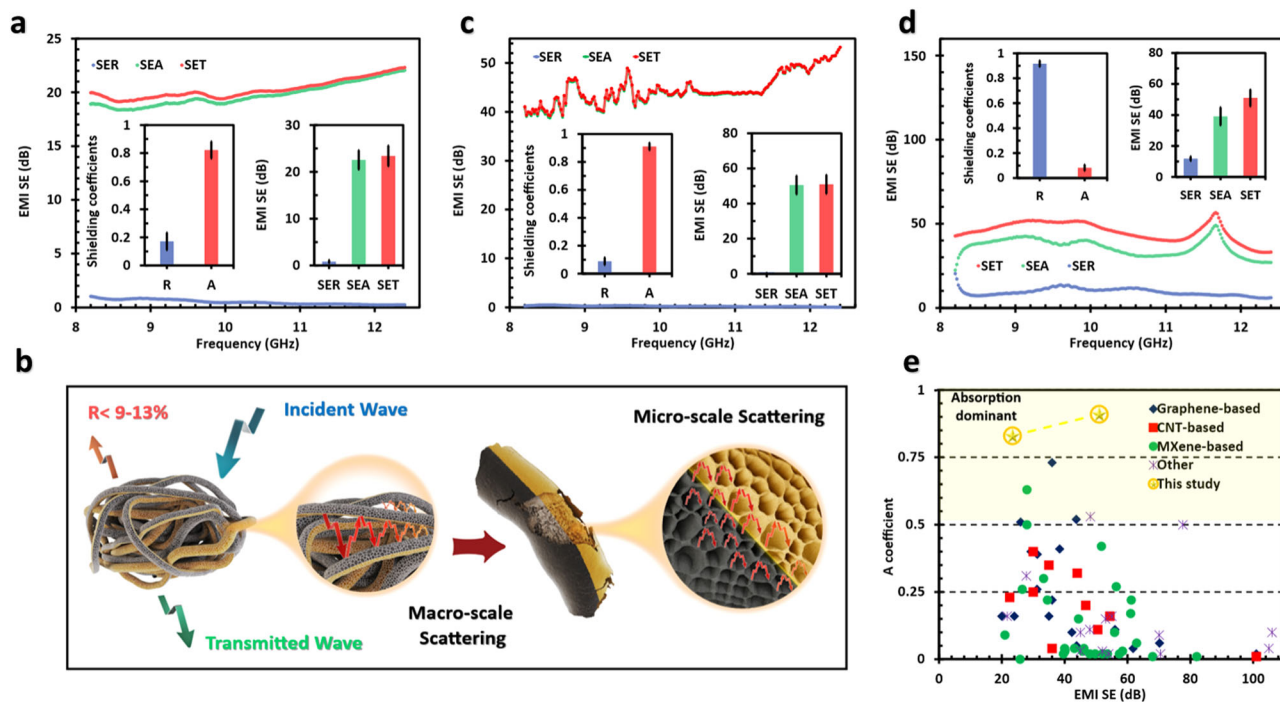 a
25
20
15
10
5
0
EMI SE (dB)
SER
SEA
SET
1
0.8
0.6
0.4
0.2
0
Shielding coefficients
R
A
30
20
10
0
EMI SE (dB)
SER
SEA
SET
8
9
10
11
12
Frequency (GHz)
c
50
40
30
50
20
10
0
EMI SE (dB)
SER
SEA
SET
1
0.8
0.6
0.4
0.2
0
Shielding coefficients
R
A
80
60
40
20
0
EMI SE (dB)
SER
SEA
SET
8
9
10
11
12
Frequency (GHz)
d
150
100
150
50
0
EMI SE (dB)
1
0.8
0.6
0.4
0.2
0
Shielding coefficients
R
A
80
60
40
20
0
EMI SE (dB)
SER
SEA
SET
SET
SEA
SER
8
9
10
11
12
Frequency (GHz)
b
R< 9-13%
Incident Wave
Transmitted Wave
Macro-scale
Scattering
Micro-scale Scattering
e
1
0.75
0.5
0.25
0
A coefficient
Absorption
dominant
Graphene-based
CNT-based
MXene-based
Other
This study
0
20
40
60
80
100
EMI SE (dB)